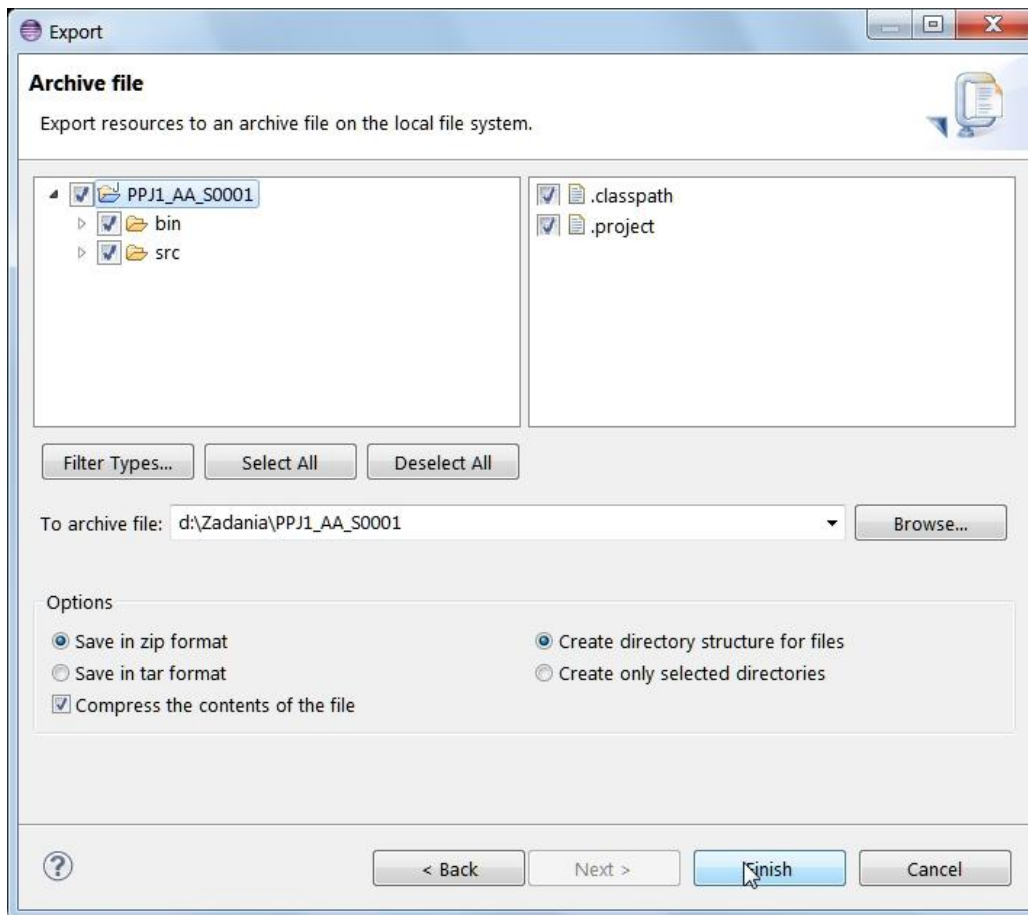 Export
Archive file
Export resources to an archive file on the local file system.
PPJ1_AA_S0001
bin
src
.classpath
.project
Filter Types...
Select All
Deselect All
To archive file:
d:\Zadania\PPJ1_AA_S0001
Browse...
Options
Save in zip format
Create directory structure for files
Save in tar format
Create only selected directories
Compress the contents of the file
?
< Back
Next >
Finish
Cancel